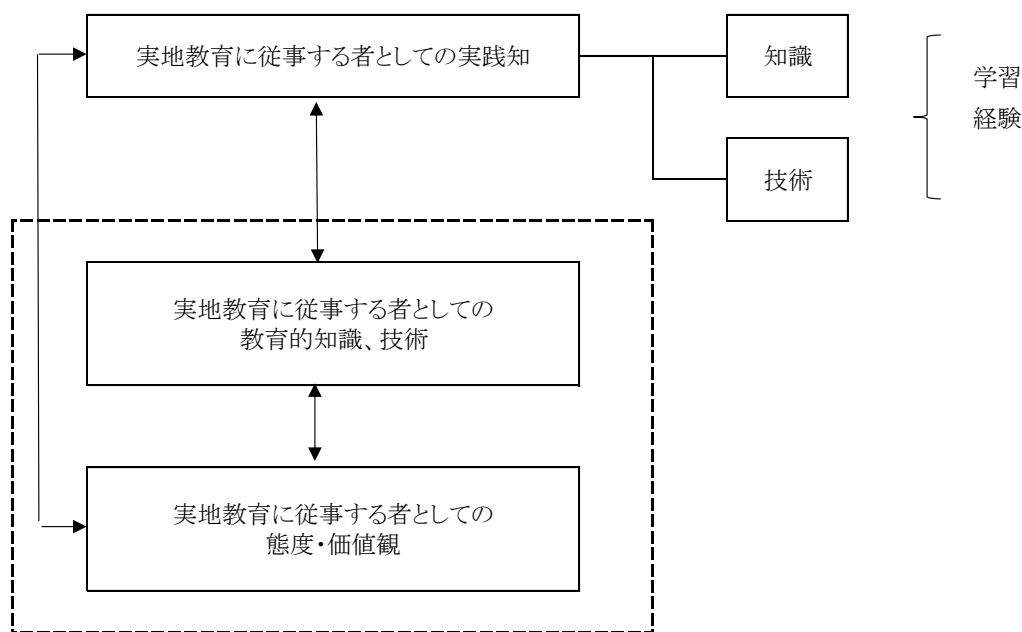 実地教育に従事する者としての実践知
知識
学習
経験
技術
実地教育に従事する者としての
教育的知識、技術
実地教育に従事する者としての
態度・価値観